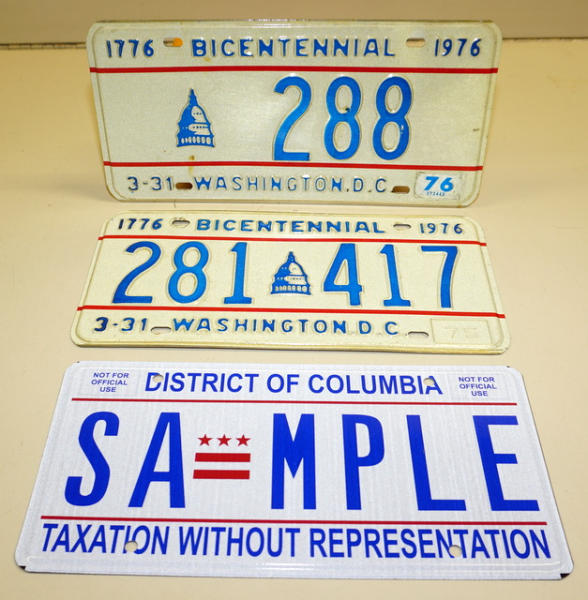 1776 BICENTENNIAL 1976
288
3-31 WASHINGTON, D.C. 76
1776 BICENTENNIAL 1976
281 417
3-31 WASHINGTON, D.C. 75
NOT FOR OFFICIAL USE
DISTRICT OF COLUMBIA
NOT FOR OFFICIAL USE
SA MPLE
TAXATION WITHOUT REPRESENTATION